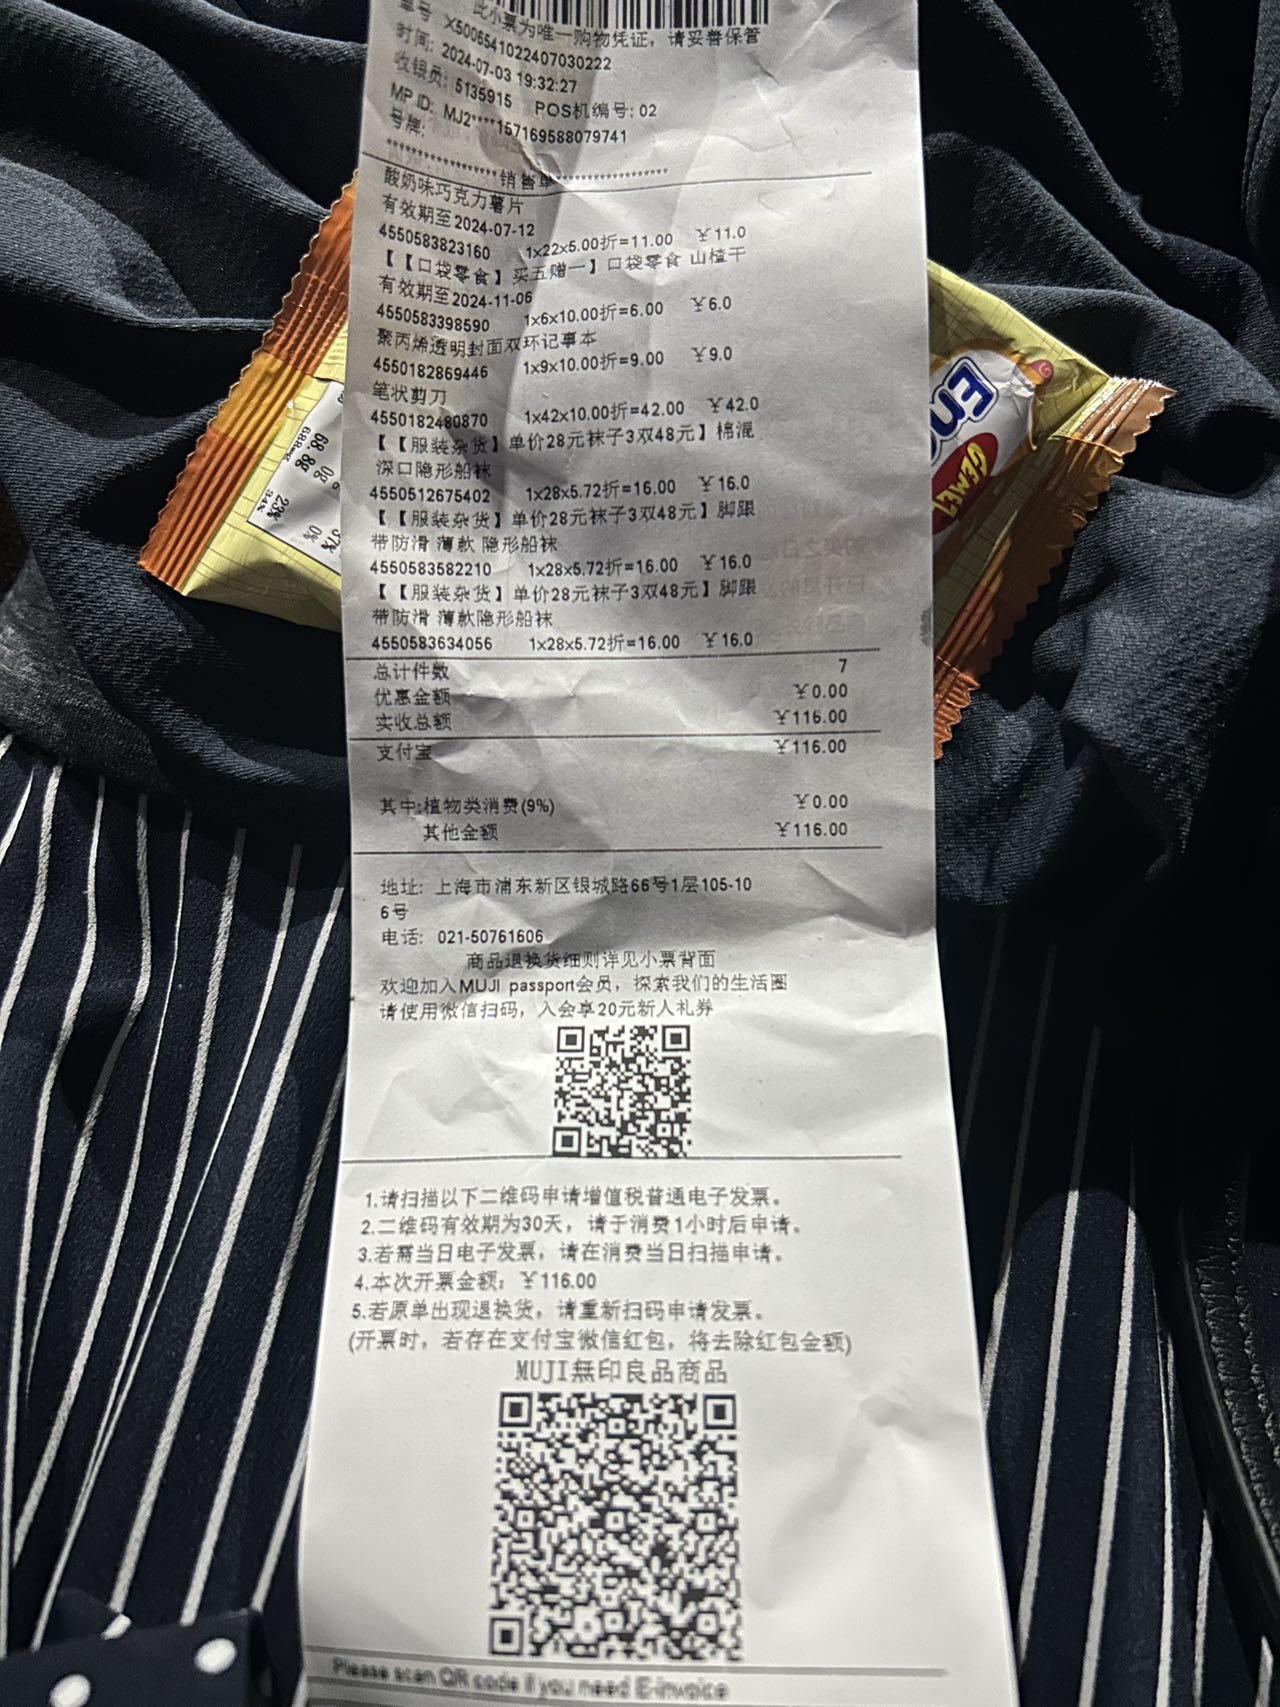 此小票为唯一购物凭证，请妥善保管
单号 X5006541022407030222
时间: 2024-07-03 19:32:27
收银员: 5135915 POS机编号: 02
MP ID: MJ2****157169588079741
号牌:
******************销售单******************
酸奶味巧克力薯片
有效期至2024-07-12
4550583823160 1x22x5.00折=11.00 ￥11.0
【【口袋零食】买五赠一】口袋零食 山楂干
有效期至2024-11-06
4550583398590 1x6x10.00折=6.00 ￥6.0
聚丙烯透明封面双环记事本
4550182869446 1x9x10.00折=9.00 ￥9.0
笔状剪刀
4550182480870 1x42x10.00折=42.00 ￥42.0
【【服装杂货】单价28元袜子3双48元】棉混
深口隐形船袜
4550512675402 1x28x5.72折=16.00 ￥16.0
【【服装杂货】单价28元袜子3双48元】脚跟
带防滑 薄款 隐形船袜
4550583582210 1x28x5.72折=16.00 ￥16.0
【【服装杂货】单价28元袜子3双48元】脚跟
带防滑 薄款隐形船袜
4550583634056 1x28x5.72折=16.00 ￥16.0
总计件数 7
优惠金额 ￥0.00
实收总额 ￥116.00
支付宝 ￥116.00
其中:植物类消费(9%) ￥0.00
其他金额 ￥116.00
地址: 上海市浦东新区银城路66号1层105-10
6号
电话: 021-50761606
商品退换货细则详见小票背面
欢迎加入MUJI passport会员，探索我们的生活圈
请使用微信扫码，入会享20元新人礼券
1.请扫描以下二维码申请增值税普通电子发票。
2.二维码有效期为30天，请于消费1小时后申请。
3.若需当日电子发票，请在消费当日扫描申请。
4.本次开票金额: ￥116.00
5.若原单出现退换货，请重新扫码申请发票。
(开票时，若存在支付宝微信红包，将去除红包金额)
MUJI無印良品商品
Please scan QR code if you need E-invoice